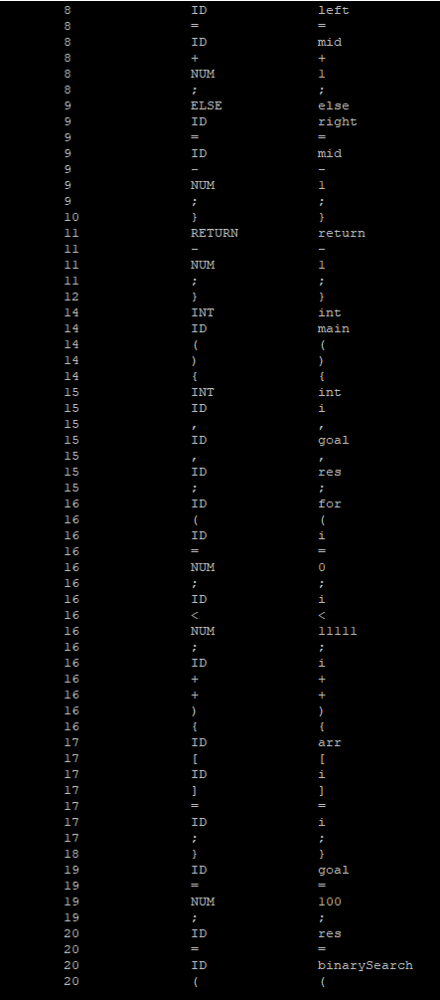 8 ID left
8 = =
8 ID mid
8 + +
8 NUM 1
8 ; ;
9 ELSE else
9 ID right
9 = =
9 ID mid
9 - -
9 NUM 1
9 ; ;
10 } }
11 RETURN return
11 - -
11 NUM 1
11 ; ;
12 } }
14 INT int
14 ID main
14 ( (
14 ) )
14 { {
15 INT int
15 ID i
15 , ,
15 ID goal
15 , ,
15 ID res
15 ; ;
16 ID for
16 ( (
16 ID i
16 = =
16 NUM 0
16 ; ;
16 ID i
16 < <
16 NUM 11111
16 ; ;
16 ID i
16 + +
16 + +
16 ) )
16 { {
17 ID arr
17 [ [
17 ID i
17 ] ]
17 = =
17 ID i
17 ; ;
18 } }
19 ID goal
19 = =
19 NUM 100
19 ; ;
20 ID res
20 = =
20 ID binarySearch
20 ( (